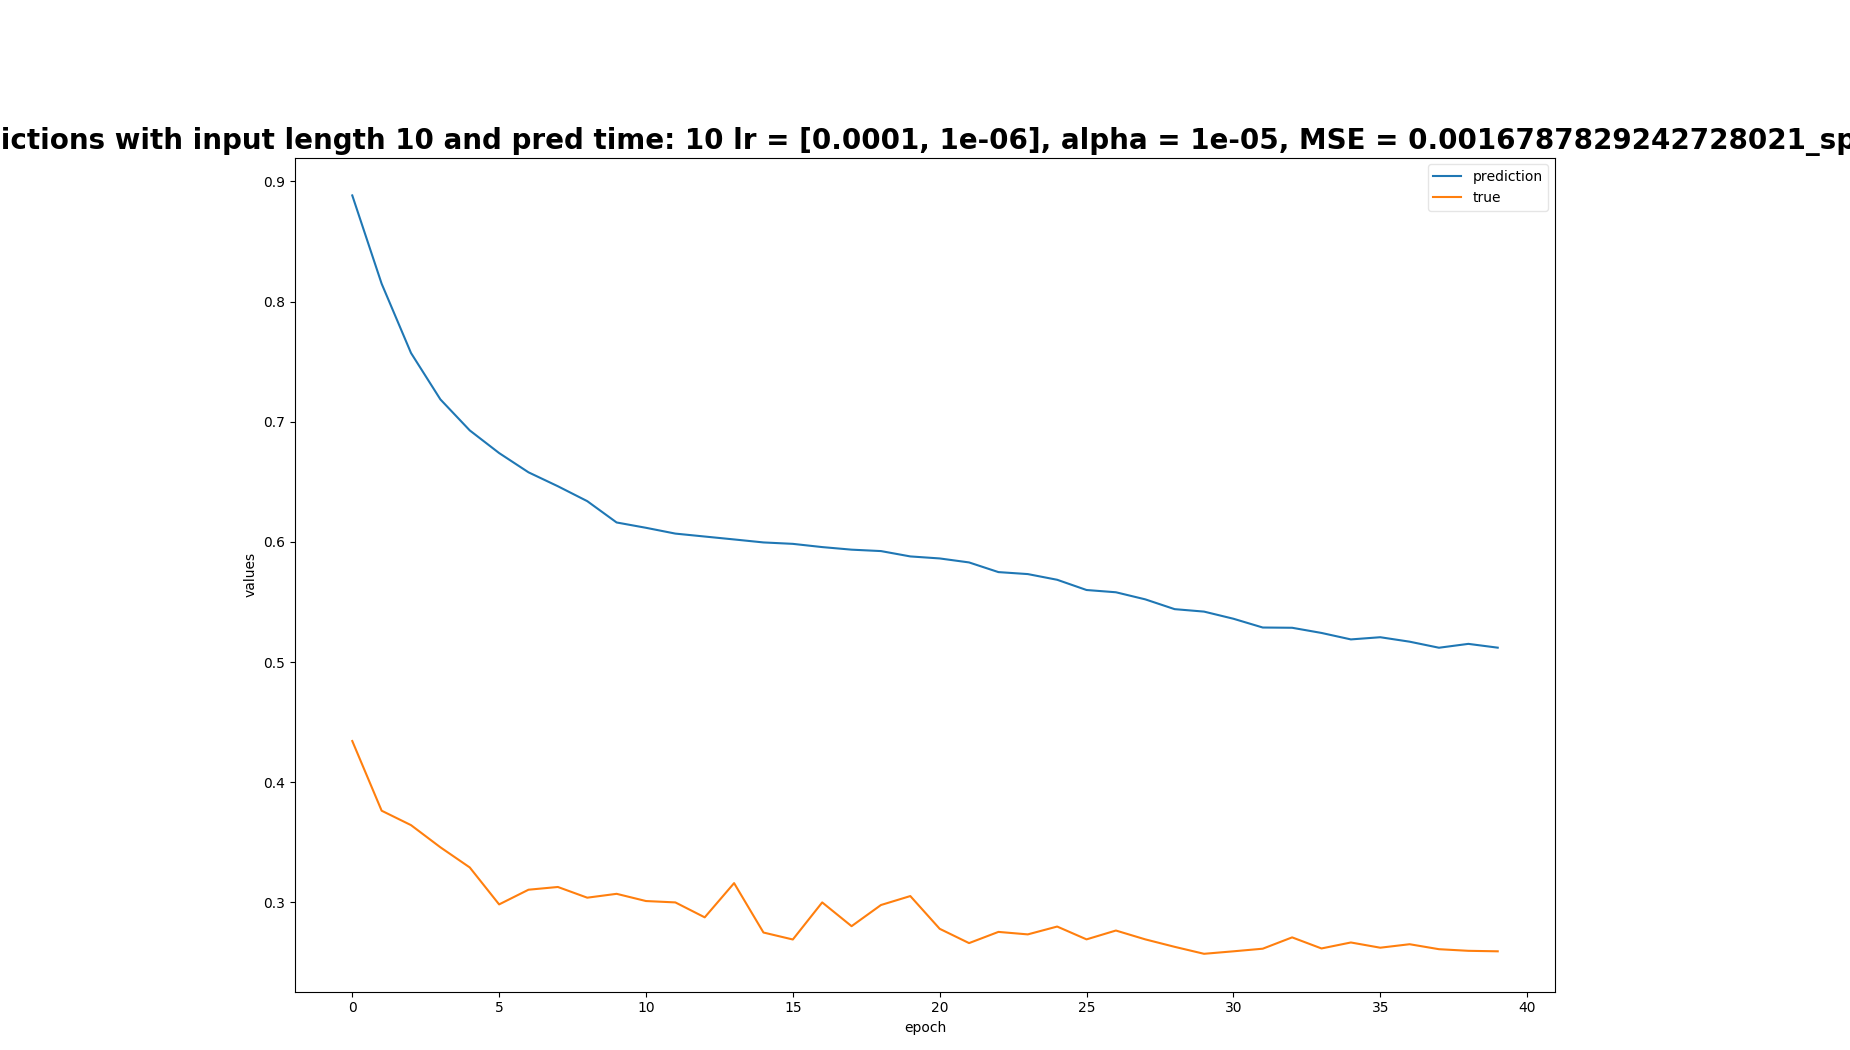 ictions with input length 10 and pred time: 10 lr = [0.0001, 1e-06], alpha = 1e-05, MSE = 0.0016787829242728021_sp
prediction
true
0.9
0.8
0.7
0.6
0.5
0.4
0.3
values
0 5 10 15 20 25 30 35 40
epoch